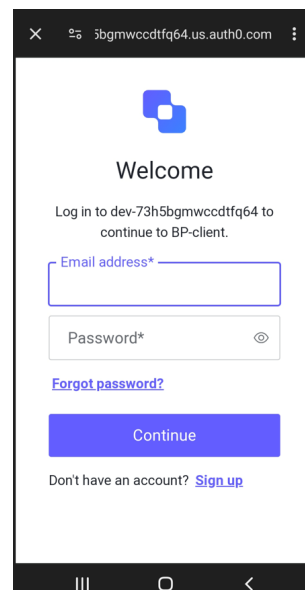 5bgmwccdtfq64.us.auth0.com
Welcome
Log in to dev-73h5bgmwccdtfq64 to
continue to BP-client.
Email address*
Password*
Forgot password?
Continue
Don't have an account? Sign up